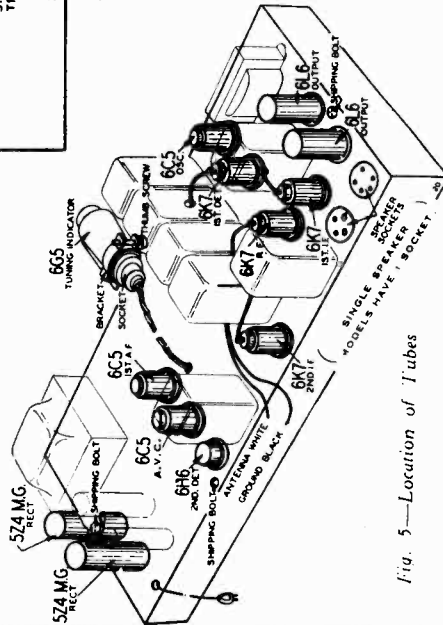 6G5
TUNING INDICATOR
BRACKET
SOCKET
THUMB SCREW
6C5
OSC.
6K7
1ST. DET.
6L6
OUTPUT
SHIPPING BOLT
6L6
OUTPUT
5Z4 M.G.
RECT
SHIPPING BOLT
5Z4 M.G.
RECT
6C5
1ST A.F.
6C5
A.V.C.
6H6
2ND. DET.
SHIPPING BOLT
6K7
R.F.
6K7
1ST. I.F.
6K7
2ND I.F.
SPEAKER
SOCKETS
( SINGLE SPEAKER )
MODELS HAVE 1 SOCKET
ANTENNA WHITE
GROUND BLACK
Fig. 5—Location of Tubes